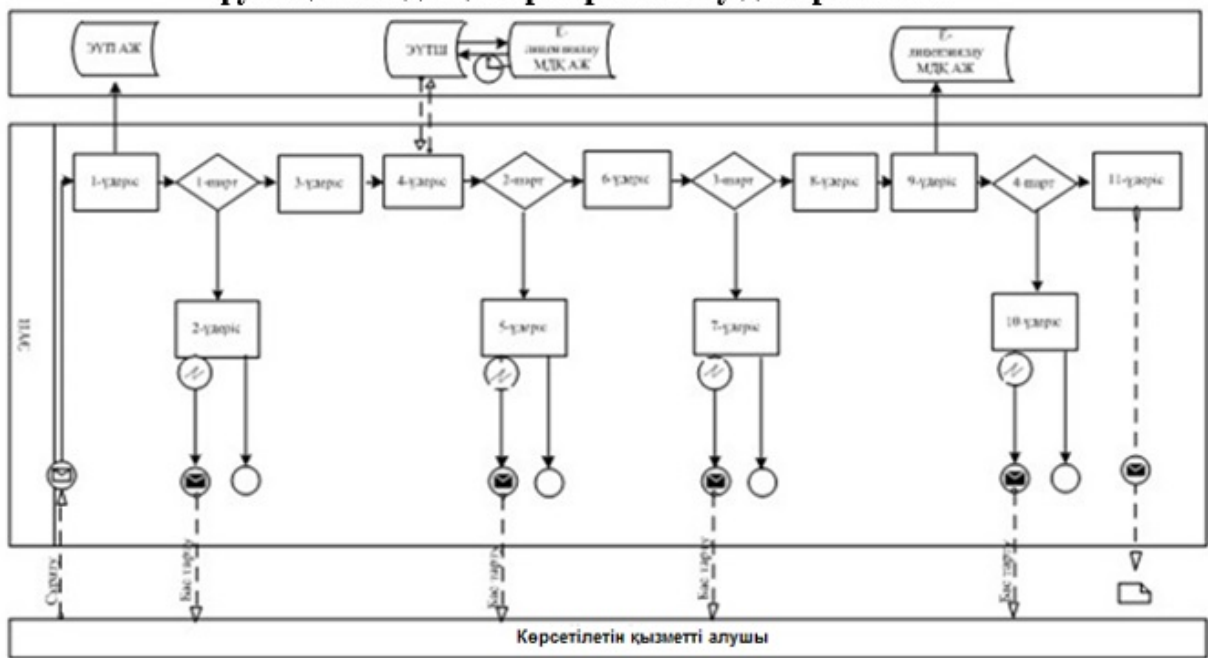 ЭҮП АЖ
ЭҮТШ
Е-
лицензиялау
МДҚ АЖ
Е-
лицензиялау
МДҚ АЖ
1-үдеріс
1-шарт
3-үдеріс
4-үдеріс
2-шарт
6-үдеріс
3-шарт
8-үдеріс
9-үдеріс
4-шарт
11-үдеріс
2-үдеріс
5-үдеріс
7-үдеріс
10-үдеріс
Сұрату
Бас тарту
Бас тарту
Бас тарту
Бас тарту
Көрсетілетін қызметті алушы